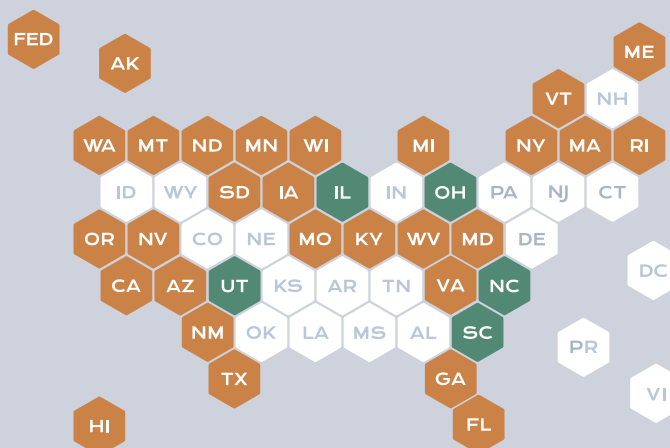 FED
ME
AK
VT NH
WA MT ND MN WI MI NY MA RI
ID WY SD IA IL IN OH PA NJ CT
OR NV CO NE MO KY WV MD DE
DC
CA AZ UT KS AR TN VA NC
NM OK LA MS AL SC
PR
TX GA
VI
HI FL